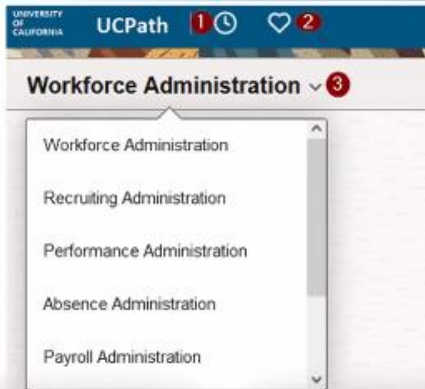 UNIVERSITY
OF
CALIFORNIA
UCPath 1 2
Workforce Administration 3
Workforce Administration
Recruiting Administration
Performance Administration
Absence Administration
Payroll Administration